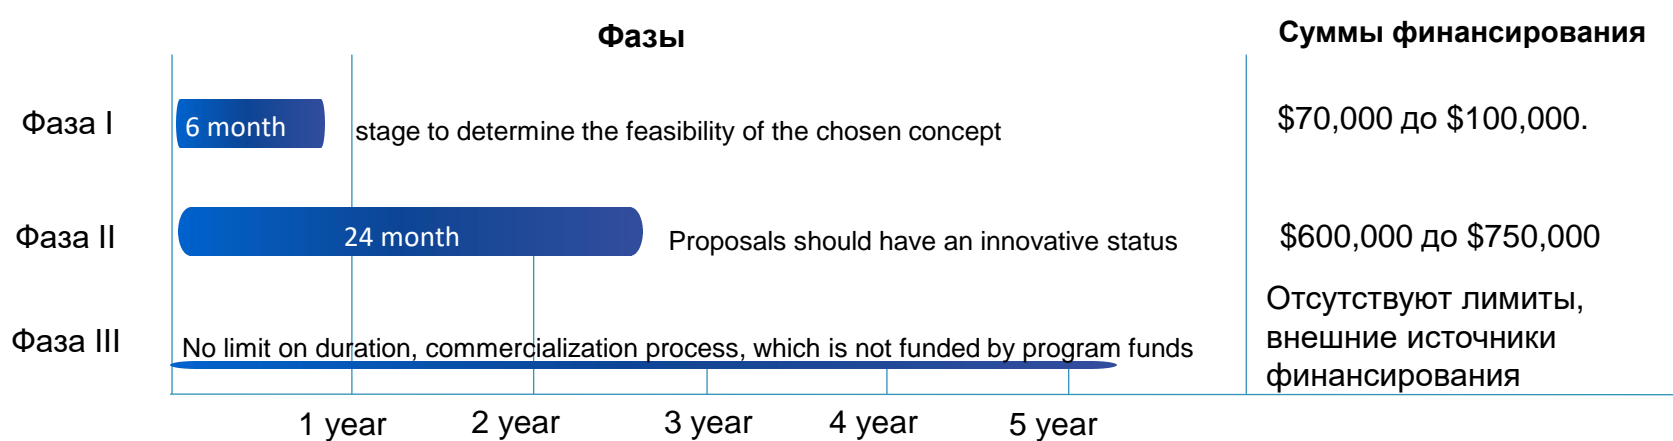 Фазы
Суммы финансирования
Фаза I
6 month
stage to determine the feasibility of the chosen concept
$70,000 до $100,000.
Фаза II
24 month
Proposals should have an innovative status
$600,000 до $750,000
Фаза III
No limit on duration, commercialization process, which is not funded by program funds
Отсутствуют лимиты,
внешние источники
финансирования
1 year
2 year
3 year
4 year
5 year